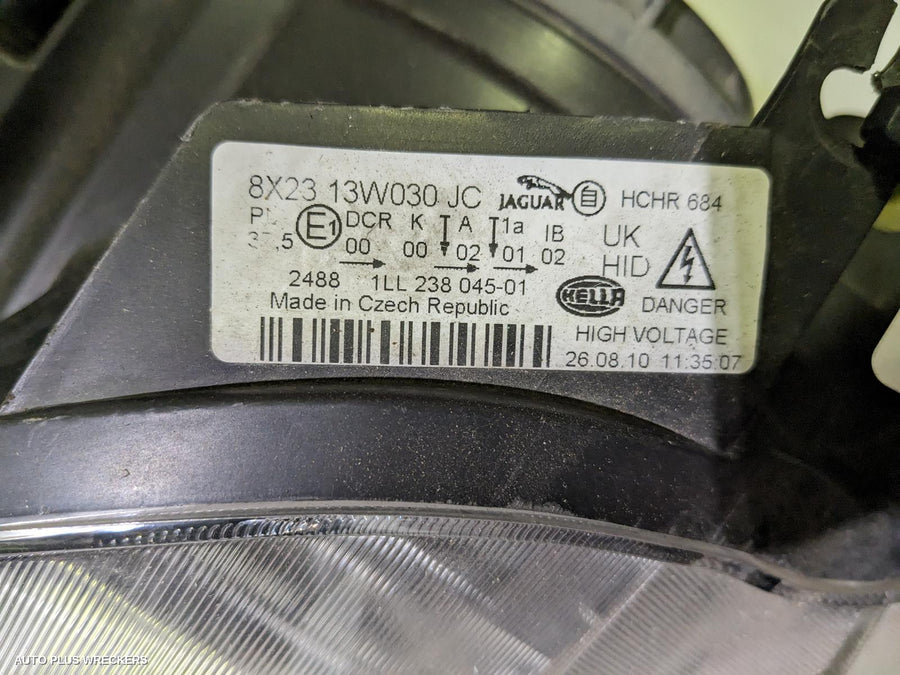 8X23 13W030 JC JAGUAR HCHR 684
DCR K A 1a IB UK
,5 E1 00 00 02 01 02 HID
2488 1LL 238 045-01 HELLA DANGER
Made in Czech Republic
HIGH VOLTAGE
26.08.10 11:35:07
AUTO PLUS WRECKERS